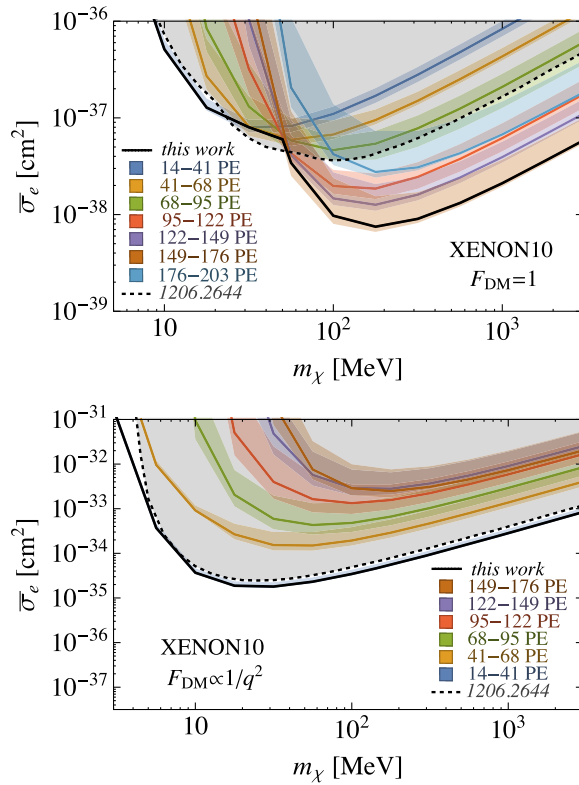 10⁻³⁶
10⁻³⁷
10⁻³⁸
10⁻³⁹
σ̅ₑ [cm²]
this work
14−41 PE
41−68 PE
68−95 PE
95−122 PE
122−149 PE
149−176 PE
176−203 PE
1206.2644
XENON10
F_DM=1
10 10² 10³
m_χ [MeV]
10⁻³¹
10⁻³²
10⁻³³
10⁻³⁴
10⁻³⁵
10⁻³⁶
10⁻³⁷
σ̅ₑ [cm²]
XENON10
F_DM∝1/q²
this work
149−176 PE
122−149 PE
95−122 PE
68−95 PE
41−68 PE
14−41 PE
1206.2644
10 10² 10³
m_χ [MeV]